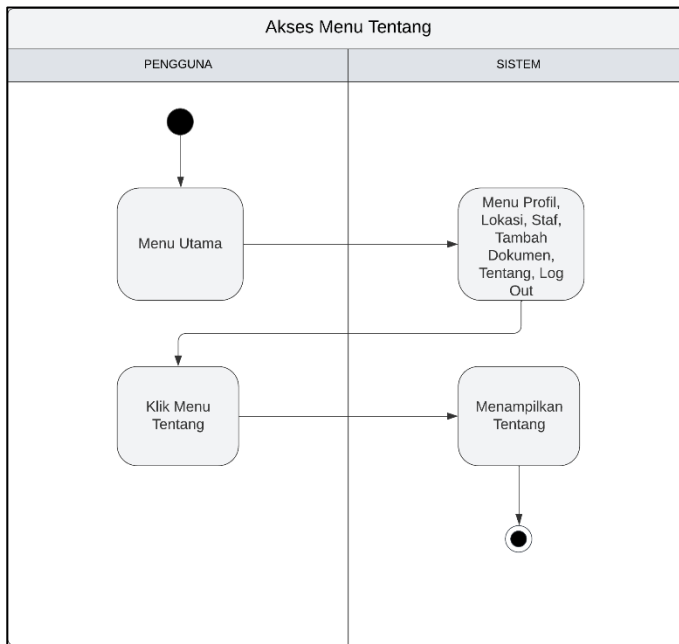 Akses Menu Tentang
PENGGUNA
SISTEM
Menu Utama
Menu Profil,
Lokasi, Staf,
Tambah
Dokumen,
Tentang, Log
Out
Klik Menu
Tentang
Menampilkan
Tentang